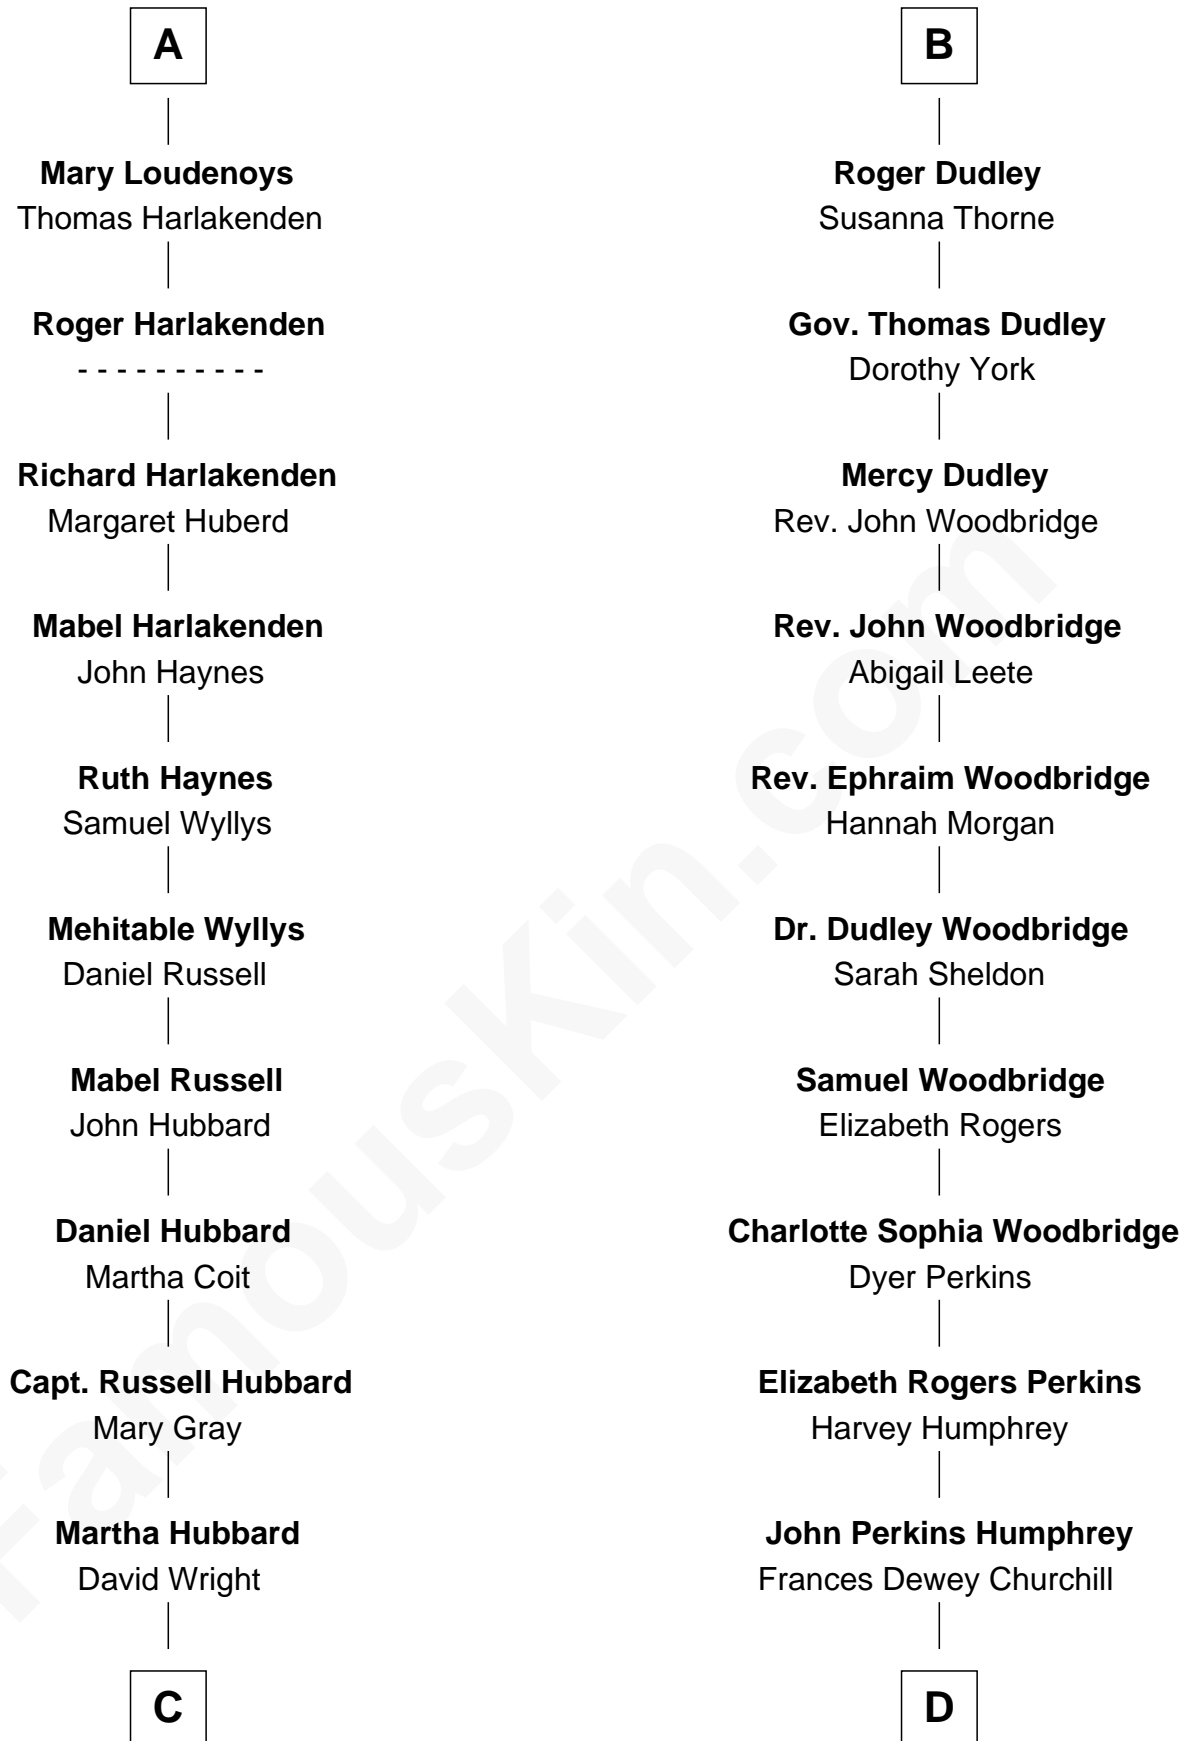 A
Mary Loudenoys
Thomas Harlakenden
Roger Harlakenden
- - - - - - - - - -
Richard Harlakenden
Margaret Huberd
Mabel Harlakenden
John Haynes
Ruth Haynes
Samuel Wyllys
Mehitable Wyllys
Daniel Russell
Mabel Russell
John Hubbard
Daniel Hubbard
Martha Coit
Capt. Russell Hubbard
Mary Gray
Martha Hubbard
David Wright
C
B
Roger Dudley
Susanna Thorne
Gov. Thomas Dudley
Dorothy York
Mercy Dudley
Rev. John Woodbridge
Rev. John Woodbridge
Abigail Leete
Rev. Ephraim Woodbridge
Hannah Morgan
Dr. Dudley Woodbridge
Sarah Sheldon
Samuel Woodbridge
Elizabeth Rogers
Charlotte Sophia Woodbridge
Dyer Perkins
Elizabeth Rogers Perkins
Harvey Humphrey
John Perkins Humphrey
Frances Dewey Churchill
D
FamousKin.com